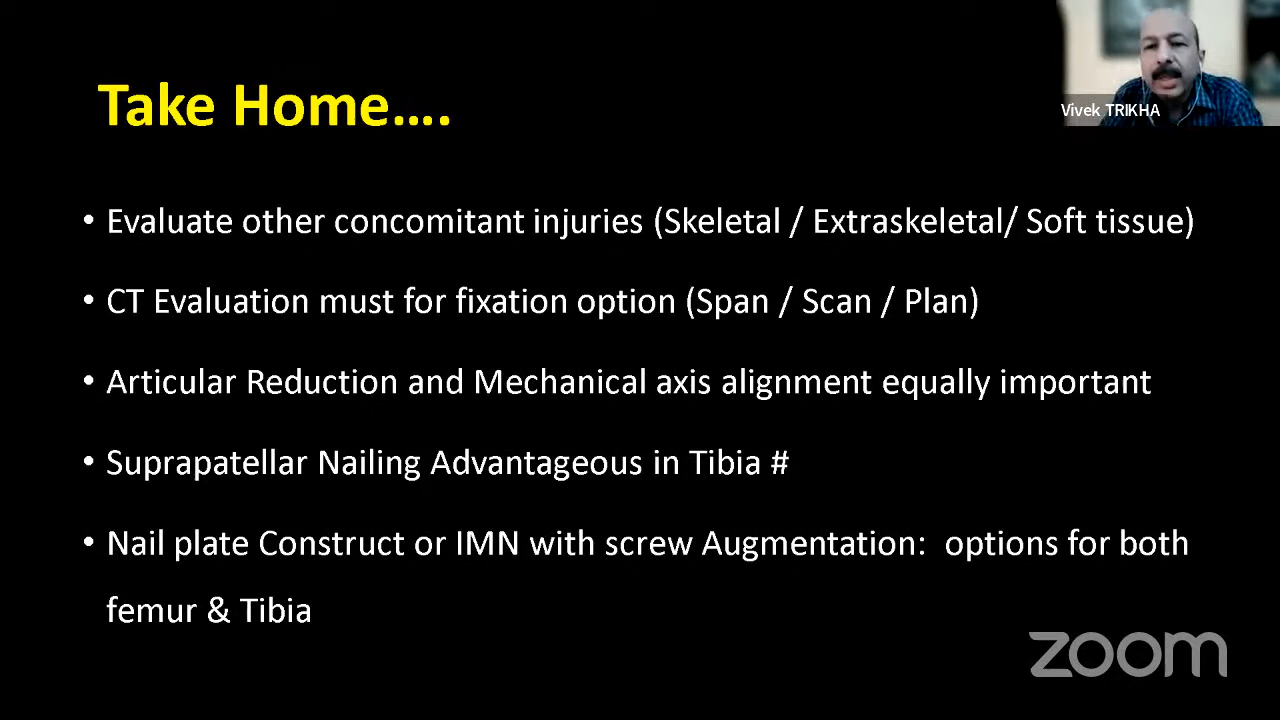 Vivek TRIKHA
Take Home....
• Evaluate other concomitant injuries (Skeletal / Extraskeletal/ Soft tissue)
• CT Evaluation must for fixation option (Span / Scan / Plan)
• Articular Reduction and Mechanical axis alignment equally important
• Suprapatellar Nailing Advantageous in Tibia #
• Nail plate Construct or IMN with screw Augmentation:  options for both
femur & Tibia
zoom